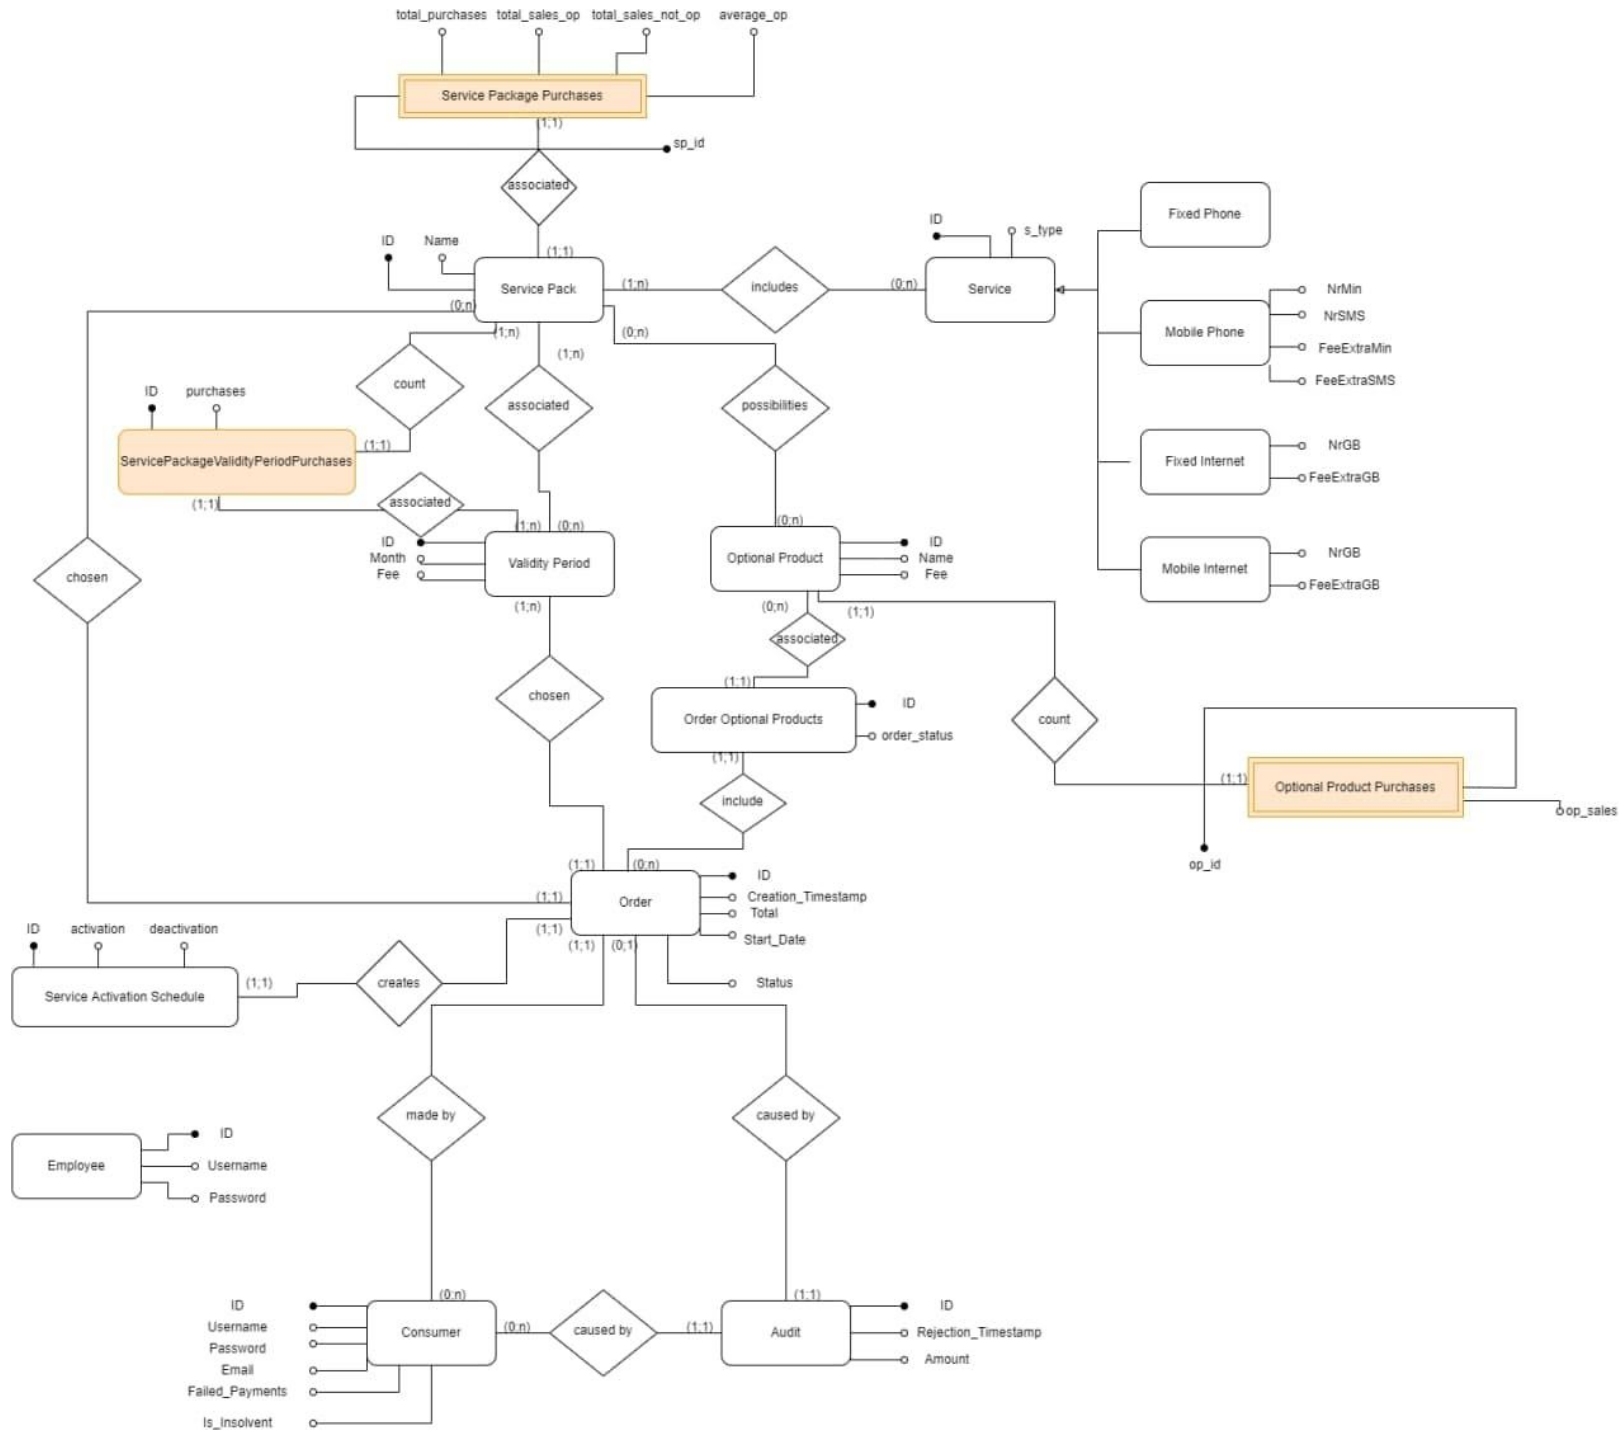 total_purchases total_sales_op total_sales_not_op average_op
Service Package Purchases
(1;1)
sp_id
associated
ID Name
(1;1)
Service Pack
(1;n)
includes
(0;n)
ID
s_type
Service
Fixed Phone
Mobile Phone
NrMin
NrSMS
FeeExtraMin
FeeExtraSMS
Fixed Internet
NrGB
FeeExtraGB
Mobile Internet
NrGB
FeeExtraGB
(0;n)
(1;n)
(1;n)
(0;n)
count
associated
possibilities
ID purchases
ServicePackageValidityPeriodPurchases
(1;1)
(1;1)
associated
(1;n) (0;n)
ID
Month
Fee
Validity Period
(1;n)
(0;n)
Optional Product
ID
Name
Fee
(0;n)
(1;1)
associated
chosen
chosen
(1;1)
Order Optional Products
ID
order_status
(1;1)
include
count
(1;1)
Optional Product Purchases
op_sales
op_id
(1;1) (0;n)
Order
ID
Creation_Timestamp
Total
Start_Date
Status
(1;1)
(1;1)
(1;1) (0;1)
ID activation deactivation
Service Activation Schedule
(1;1)
creates
made by
caused by
Employee
ID
Username
Password
(0;n)
(1;1)
ID
Username
Password
Email
Failed_Payments
Is_Insolvent
Consumer
(0;n)
caused by
(1;1)
Audit
ID
Rejection_Timestamp
Amount